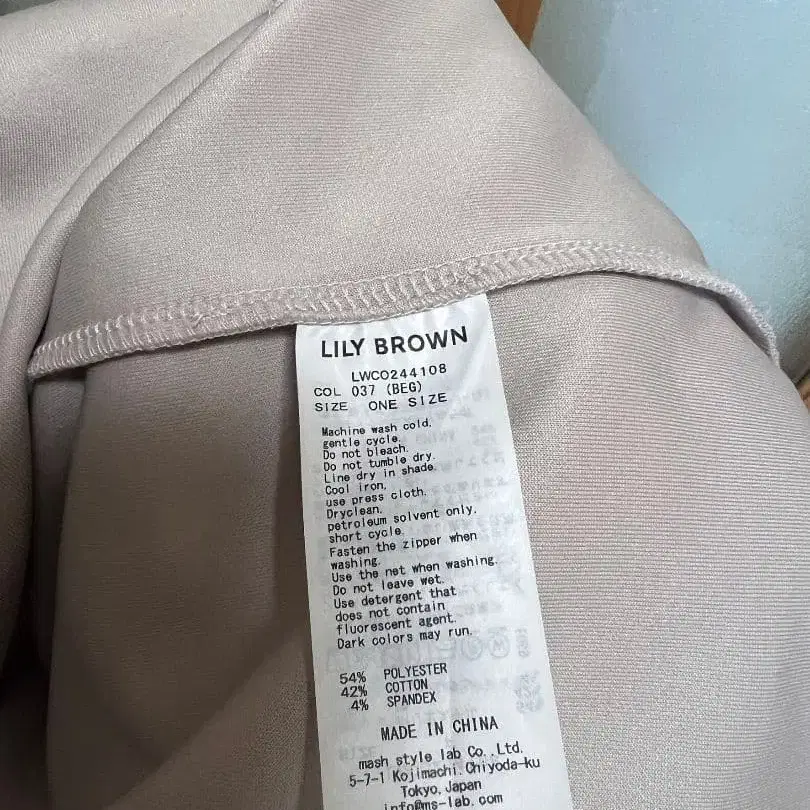 LILY BROWN
LWCO244108
COL 037 (BEG)
SIZE ONE SIZE
Machine wash cold.
gentle cycle.
Do not bleach.
Do not tumble dry.
Line dry in shade.
Cool iron.
use press cloth.
Dryclean.
petroleum solvent only.
short cycle.
Fasten the zipper when
washing.
Use the net when washing.
Do not leave wet.
Use detergent that
does not contain
fluorescent agent.
Dark colors may run.
54% POLYESTER
42% COTTON
4% SPANDEX
MADE IN CHINA
mash style lab Co.,Ltd.
5-7-1 Kojimachi.Chiyoda-ku
Tokyo,Japan
info@ms-lab.com